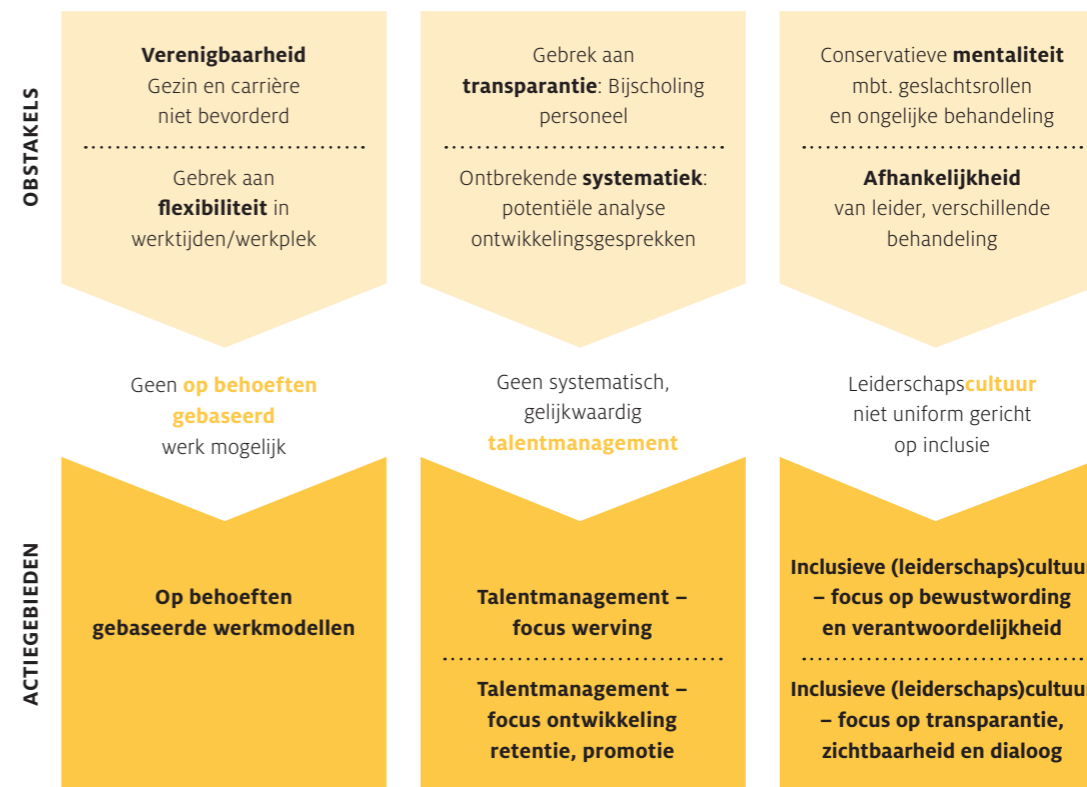 OBSTAKELS
Verenigbaarheid
Gezin en carrière
niet bevorderd
Gebrek aan
flexibiliteit in
werktijden/werkplek
Gebrek aan
transparantie: Bijscholing
personeel
Ontbrekende systematiek:
potentiële analyse
ontwikkelingsgesprekken
Conservatieve mentaliteit
mbt. geslachtsrollen
en ongelijke behandeling
Afhankelijkheid
van leider, verschillende
behandeling
Geen op behoeften
gebaseerd
werk mogelijk
Geen systematisch,
gelijkwaardig
talentmanagement
Leiderschapscultuur
niet uniform gericht
op inclusie
ACTIEGEBIEDEN
Op behoeften
gebaseerde werkmodellen
Talentmanagement –
focus werving
Talentmanagement –
focus ontwikkeling
retentie, promotie
Inclusieve (leiderschaps)cultuur
– focus op bewustwording
en verantwoordelijkheid
Inclusieve (leiderschaps)cultuur
– focus op transparantie,
zichtbaarheid en dialoog